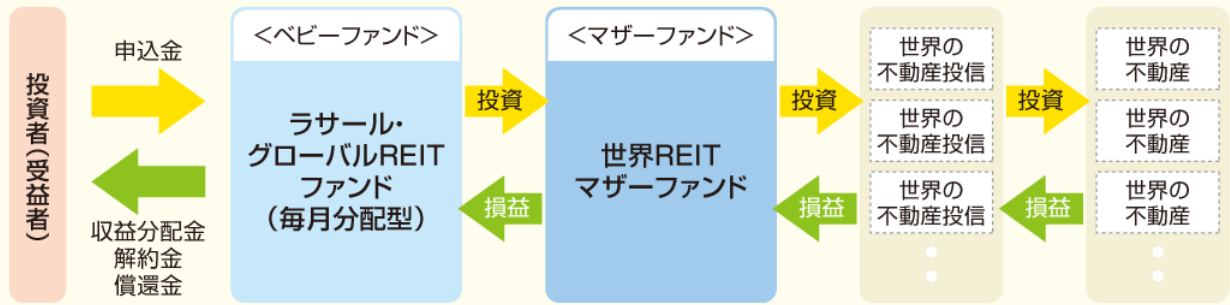 投資者（受益者）
申込金
収益分配金
解約金
償還金
＜ベビーファンド＞
ラサール・
グローバルREIT
ファンド
（毎月分配型）
投資
損益
＜マザーファンド＞
世界REIT
マザーファンド
投資
損益
世界の
不動産投信
世界の
不動産投信
世界の
不動産投信
投資
損益
世界の
不動産
世界の
不動産
世界の
不動産